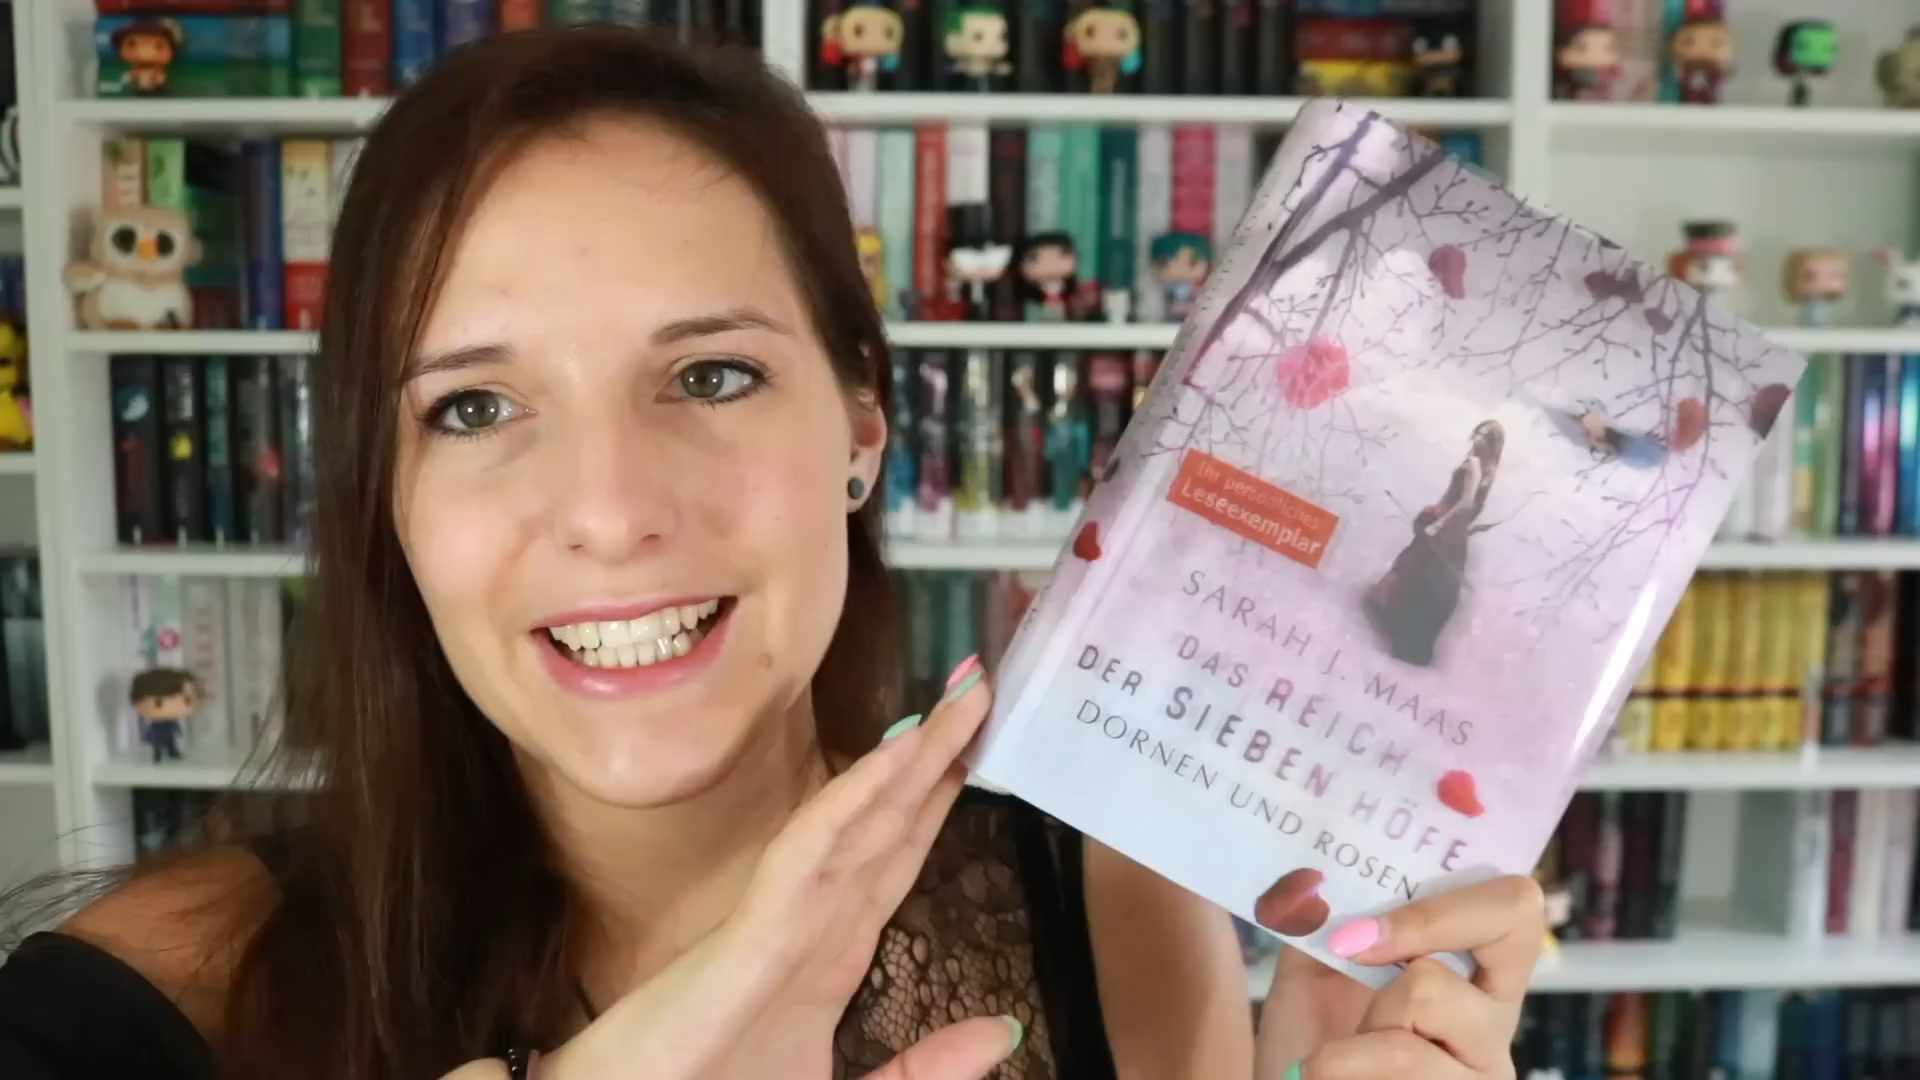 Ihr persönliches
Leseexemplar
SARAH J. MAAS
DAS REICH
DER SIEBEN HÖFE
DORNEN UND ROSEN